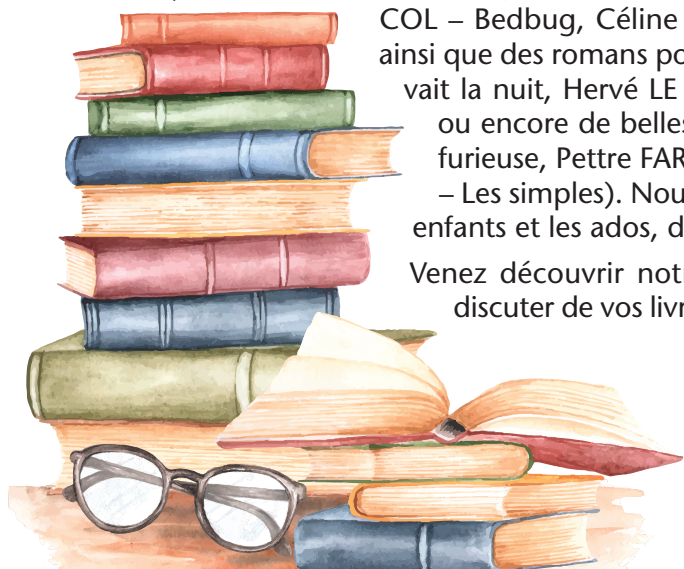 COL – Bedbug, Céline
ainsi que des romans po
vait la nuit, Hervé LE
ou encore de belles
furieuse, Pettre FAR
– Les simples). Nou
enfants et les ados, d
Venez découvrir not
discuter de vos livr